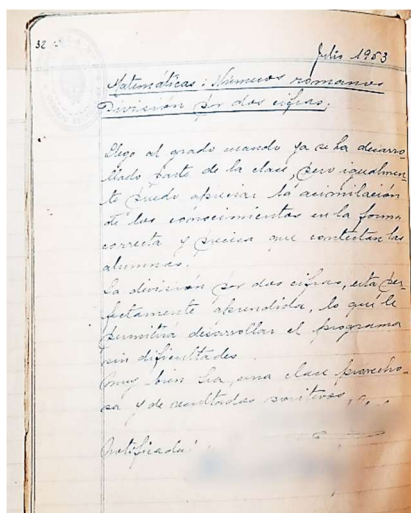 32
Julio 1953
Matemáticas: Números romanos
División por dos cifras.
Llego al grado cuando ya se ha desarro-
llado parte de la clase, pero igualmen-
te puedo apreciar la asimilación
de los conocimientos en la forma
correcta y precisa que contestan las
alumnas.
La división por dos cifras, está per-
fectamente aprendida, lo que le
permitirá desarrollar el programa
sin dificultades.
Muy bien Sra, una clase provecho-
sa y de resultados positivos
Notificada: